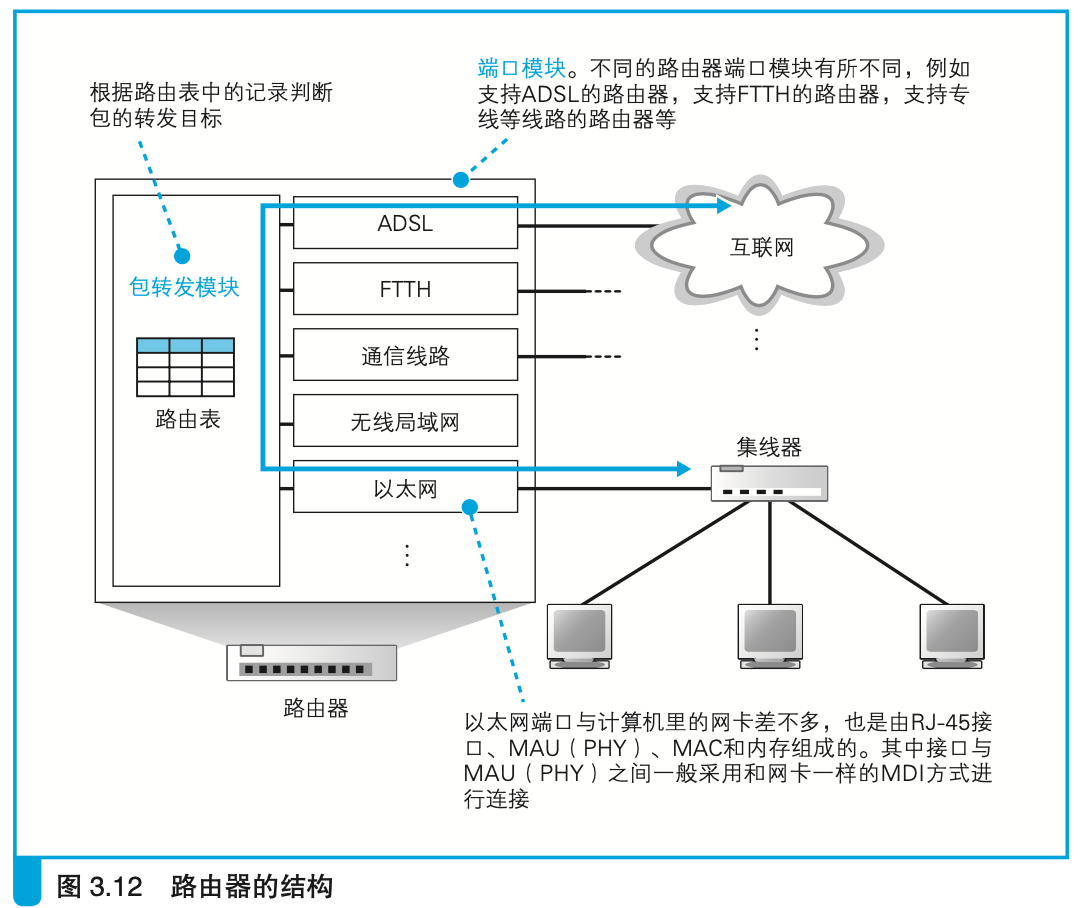 根据路由表中的记录判断
包的转发目标
端口模块。不同的路由器端口模块有所不同，例如
支持ADSL的路由器，支持FTTH的路由器，支持专
线等线路的路由器等
ADSL
互联网
包转发模块
FTTH
通信线路
路由表
无线局域网
集线器
以太网
路由器
以太网端口与计算机里的网卡差不多，也是由RJ-45接
口、MAU（PHY）、MAC和内存组成的。其中接口与
MAU（PHY）之间一般采用和网卡一样的MDI方式进
行连接
图 3.12　路由器的结构